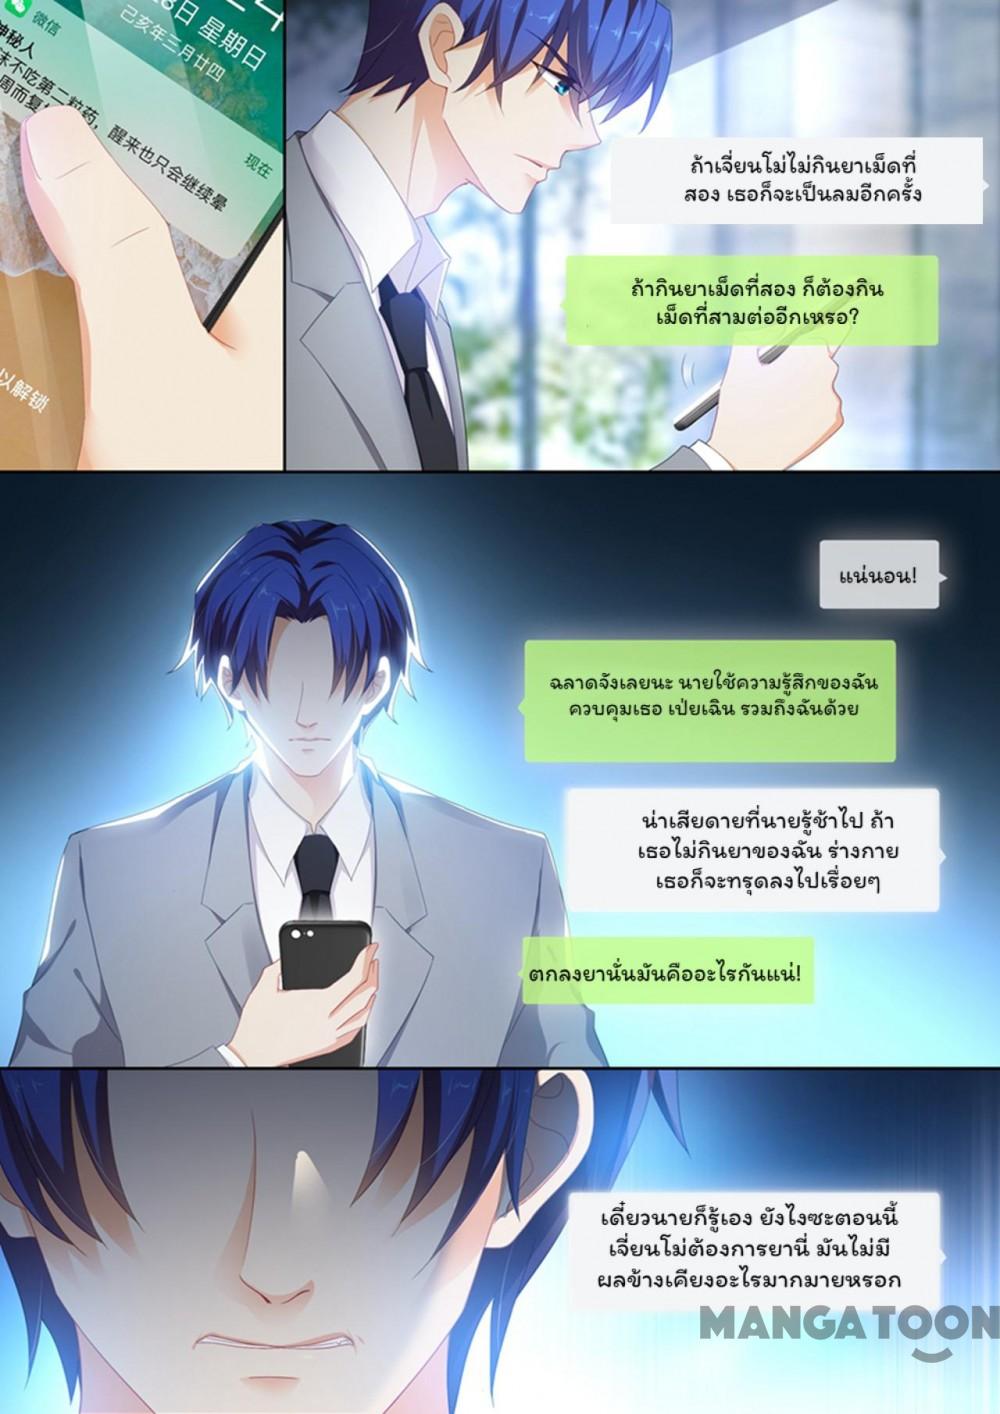 微信
星期日
己亥年三月廿四
神秘人
现在
不吃第二粒药，醒来也只会继续晕
周而复
以解锁
ถ้าเจี่ยนโม่ไม่กินยาเม็ดที่
สอง เธอก็จะเป็นลมอีกครั้ง
ถ้ากินยาเม็ดที่สอง ก็ต้องกิน
เม็ดที่สามต่ออีกเหรอ?
แน่นอน!
ฉลาดจังเลยนะ นายใช้ความรู้สึกของฉัน
ควบคุมเธอ เป่ยเฉิน รวมถึงฉันด้วย
น่าเสียดายที่นายรู้ช้าไป ถ้า
เธอไม่กินยาของฉัน ร่างกาย
เธอก็จะทรุดลงไปเรื่อยๆ
ตกลงยานั่นมันคืออะไรกันแน่!
เดี๋ยวนายก็รู้เอง ยังไงซะตอนนี้
เจี่ยนโม่ต้องการยานี่ มันไม่มี
ผลข้างเคียงอะไรมากมายหรอก
MANGATOON